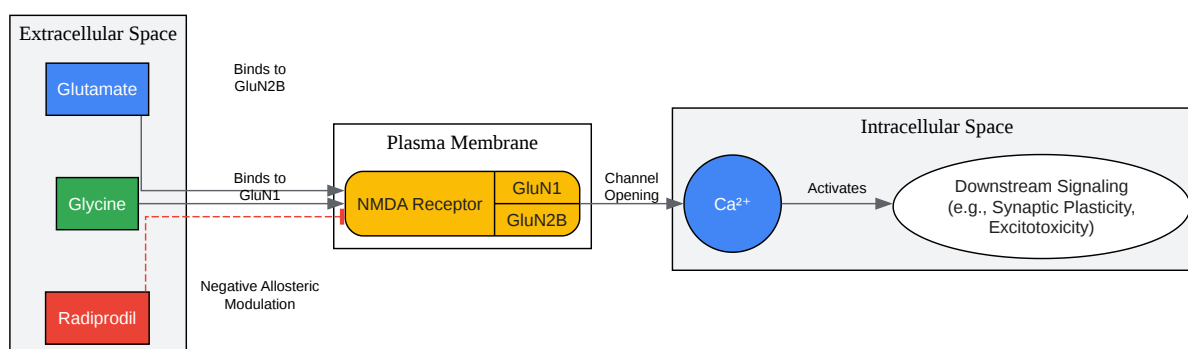 Extracellular Space
Glutamate
Glycine
Radiprodil
Binds to
GluN2B
Binds to
GluN1
Negative Allosteric
Modulation
Plasma Membrane
NMDA Receptor
GluN1
GluN2B
Channel
Opening
Intracellular Space
Ca²⁺
Activates
Downstream Signaling
(e.g., Synaptic Plasticity,
Excitotoxicity)